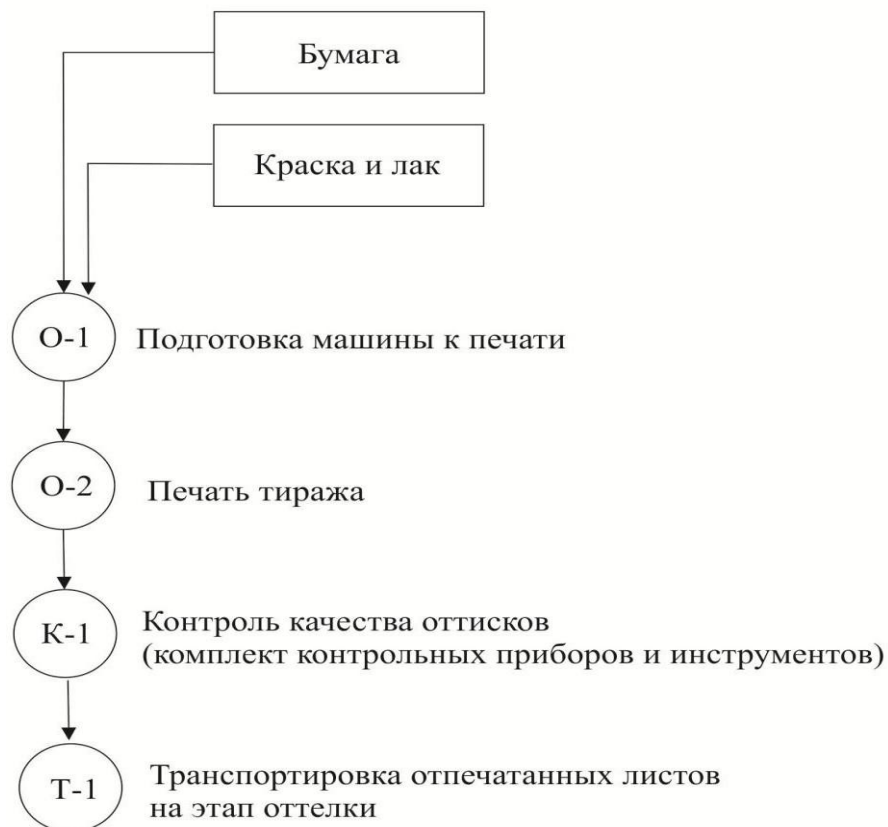 Бумага
Краска и лак
О-1 Подготовка машины к печати
О-2 Печать тиража
К-1 Контроль качества оттисков
(комплект контрольных приборов и инструментов)
Т-1 Транспортировка отпечатанных листов
на этап оттелки